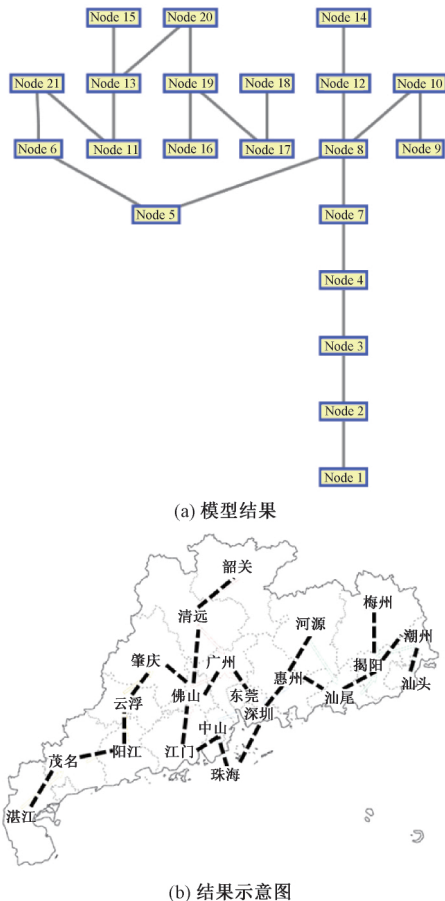 Node 15 Node 20 Node 14
Node 21 Node 13 Node 19 Node 18 Node 12 Node 10
Node 6 Node 11 Node 16 Node 17 Node 8 Node 9
Node 5 Node 7
Node 4
Node 3
Node 2
Node 1
(a) 模型结果
韶关
梅州
清远 河源
潮州
肇庆 广州 揭阳
惠州
云浮 佛山 东莞 汕尾 汕头
中山 深圳
茂名 阳江 江门
珠海
湛江
(b) 结果示意图